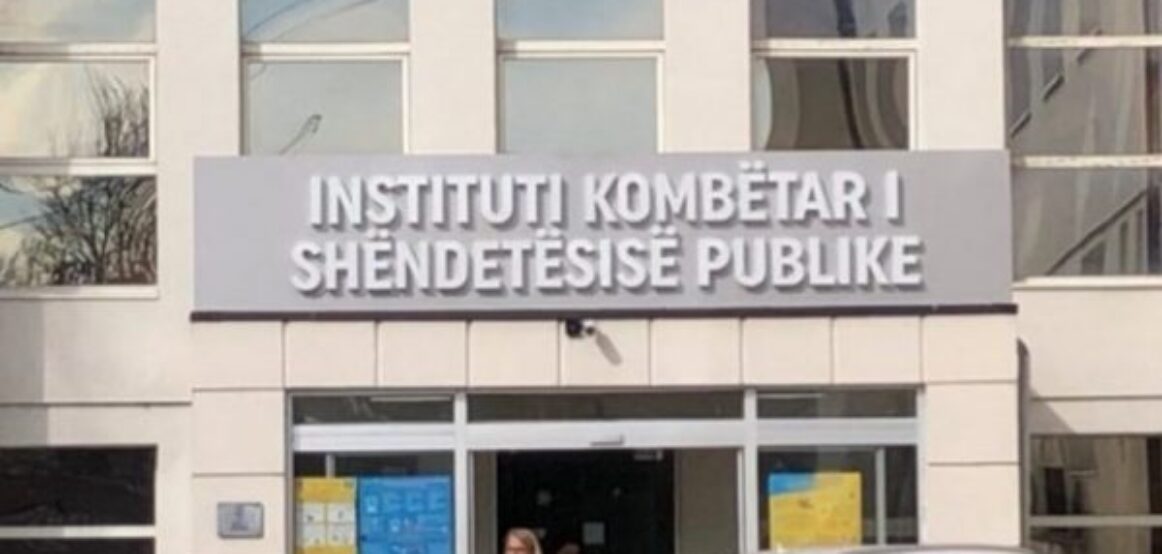 INSTITUTI KOMBËTAR I
SHËNDETËSISË PUBLIKE